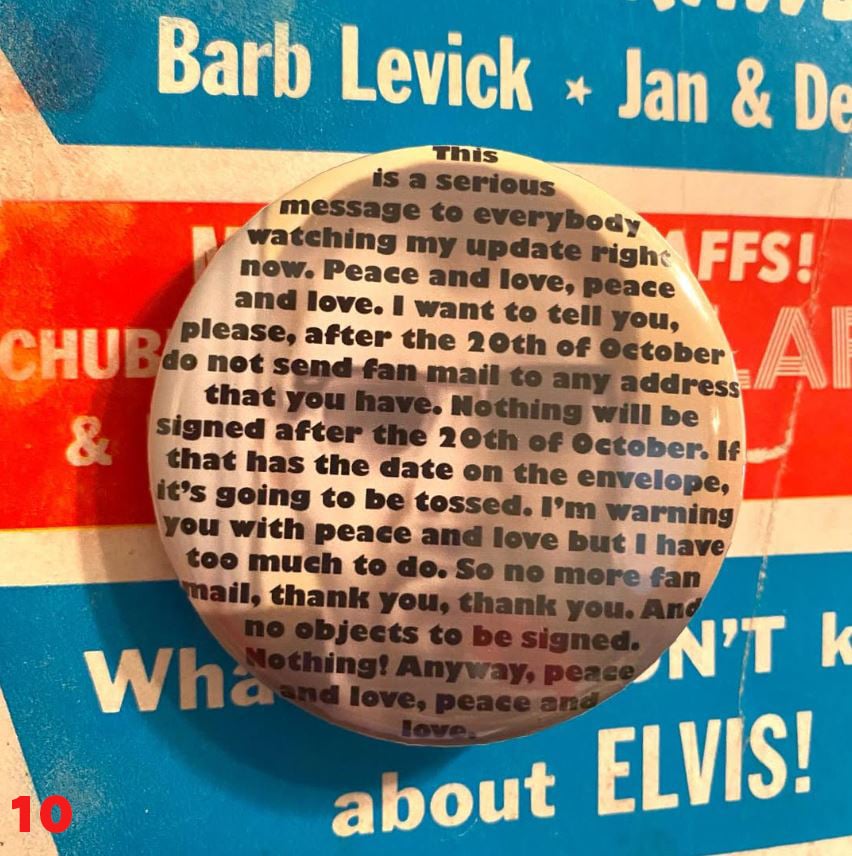 Barb Levick ★ Jan & De
This
is a serious
message to everybody
watching my update right
now. Peace and love, peace
and love. I want to tell you,
please, after the 20th of October
do not send fan mail to any address
that you have. Nothing will be
signed after the 20th of October. If
that has the date on the envelope,
it's going to be tossed. I'm warning
you with peace and love but I have
too much to do. So no more fan
mail, thank you, thank you. And
no objects to be signed.
Nothing! Anyway, peace
and love, peace and
love.
AFFS!
CHUB
LAR
&
Wha
N'T k
about ELVIS!
10